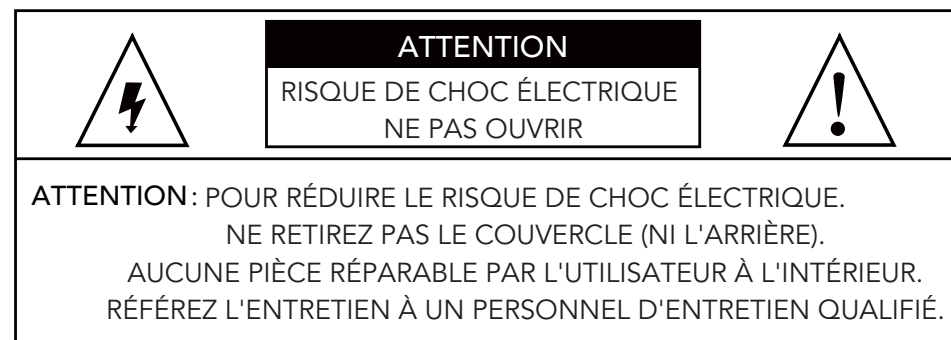 ATTENTION
RISQUE DE CHOC ÉLECTRIQUE
NE PAS OUVRIR
ATTENTION: POUR RÉDUIRE LE RISQUE DE CHOC ÉLECTRIQUE.
NE RETIREZ PAS LE COUVERCLE (NI L'ARRIÈRE).
AUCUNE PIÈCE RÉPARABLE PAR L'UTILISATEUR À L'INTÉRIEUR.
RÉFÉREZ L'ENTRETIEN À UN PERSONNEL D'ENTRETIEN QUALIFIÉ.